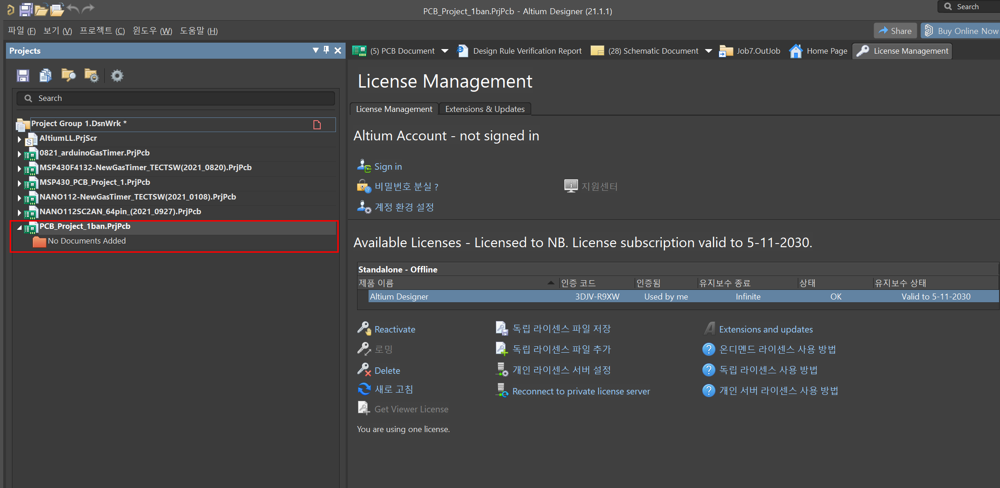 PCB_Project_1ban.PrjPcb - Altium Designer (21.1.1)
Search
파일 (F) 보기 (V) 프로젝트 (C) 윈도우 (W) 도움말 (H)
Share
Buy Online Now
Projects
(5) PCB Document
Design Rule Verification Report
(28) Schematic Document
Job7.OutJob
Home Page
License Management
Search
Project Group 1.DsnWrk *
AltiumLL.PrjScr
0821_arduinoGasTimer.PrjPcb
MSP430F4132-NewGasTimer_TECTSW(2021_0820).PrjPcb
MSP430_PCB_Project_1.PrjPcb
NANO112-NewGasTimer_TECTSW(2021_0108).PrjPcb
NANO112SC2AN_64pin_(2021_0927).PrjPcb
PCB_Project_1ban.PrjPcb
No Documents Added
License Management
License Management
Extensions & Updates
Altium Account - not signed in
Sign in
비밀번호 분실 ?
지원센터
계정 환경 설정
Available Licenses - Licensed to NB. License subscription valid to 5-11-2030.
Standalone - Offline
제품 이름 인증 코드 인증됨 유지보수 종료 상태 유지보수 상태
Altium Designer 3DJV-R9XW Used by me Infinite OK Valid to 5-11-2030
Reactivate
독립 라이센스 파일 저장
Extensions and updates
로밍
독립 라이센스 파일 추가
온디멘드 라이센스 사용 방법
Delete
개인 라이센스 서버 설정
독립 라이센스 사용 방법
새로 고침
Reconnect to private license server
개인 서버 라이센스 사용 방법
Get Viewer License
You are using one license.